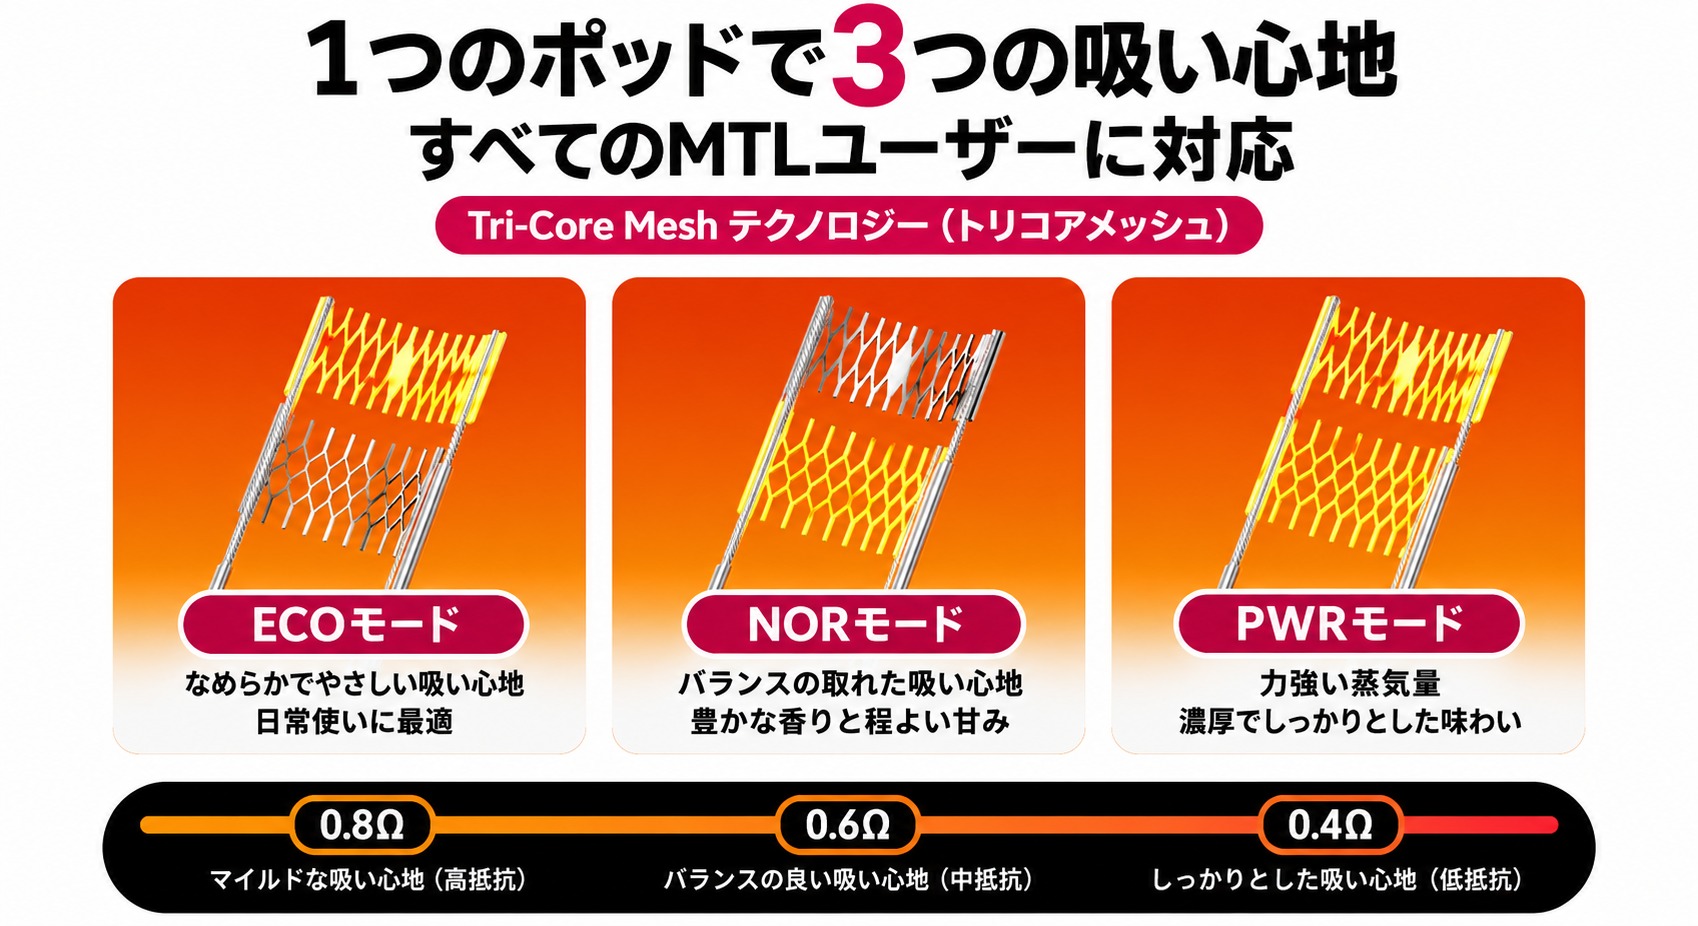 1つのポッドで3つの吸い心地
すべてのMTLユーザーに対応
Tri-Core Mesh テクノロジー（トリコアメッシュ）
ECOモード
なめらかでやさしい吸い心地
日常使いに最適
NORモード
バランスの取れた吸い心地
豊かな香りと程よい甘み
PWRモード
力強い蒸気量
濃厚でしっかりとした味わい
0.8Ω
マイルドな吸い心地（高抵抗）
0.6Ω
バランスの良い吸い心地（中抵抗）
0.4Ω
しっかりとした吸い心地（低抵抗）